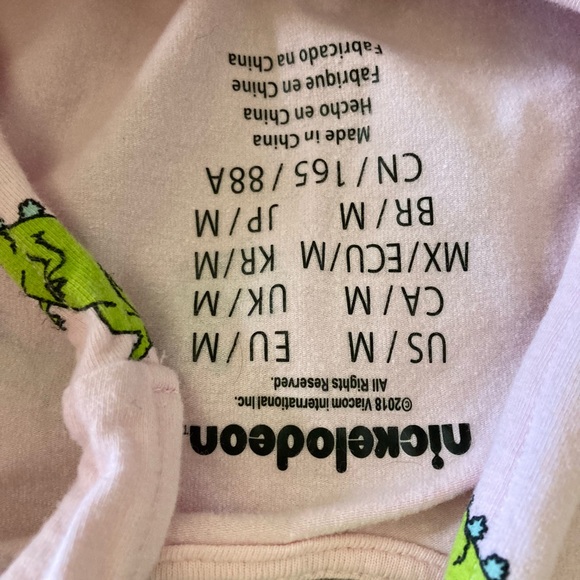 nickelodeon
©2018 Viacom International Inc.
All Rights Reserved.
US / M EU / M
CA / M UK / M
MX/ECU/M KR/M
BR / M JP / M
CN / 165 / 88A
Made in China
Hecho en China
Fabrique en Chine
Fabricado na China